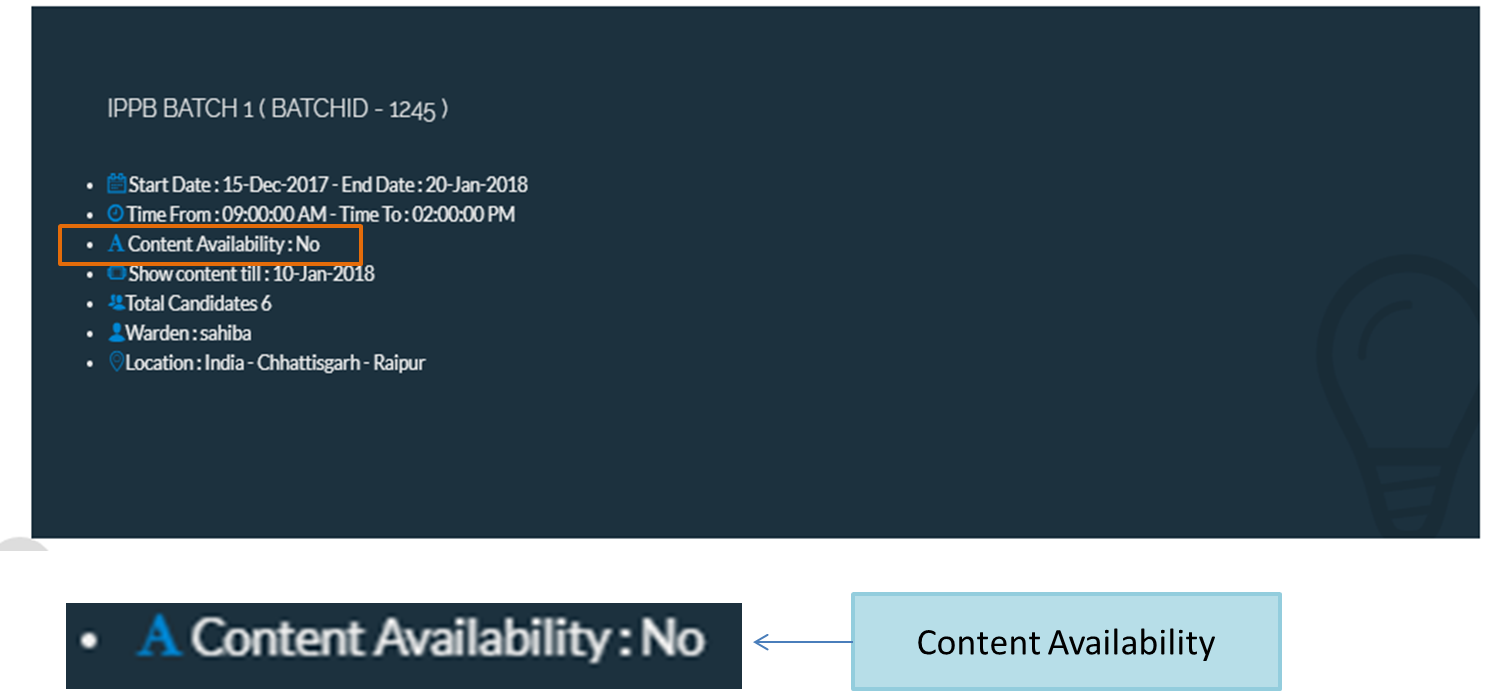 IPPB BATCH 1 ( BATCHID - 1245 )
Start Date : 15-Dec-2017 - End Date : 20-Jan-2018
Time From : 09:00:00 AM - Time To : 02:00:00 PM
A Content Availability : No
Show content till : 10-Jan-2018
Total Candidates 6
Warden : sahiba
Location : India - Chhattisgarh - Raipur
A Content Availability : No
Content Availability